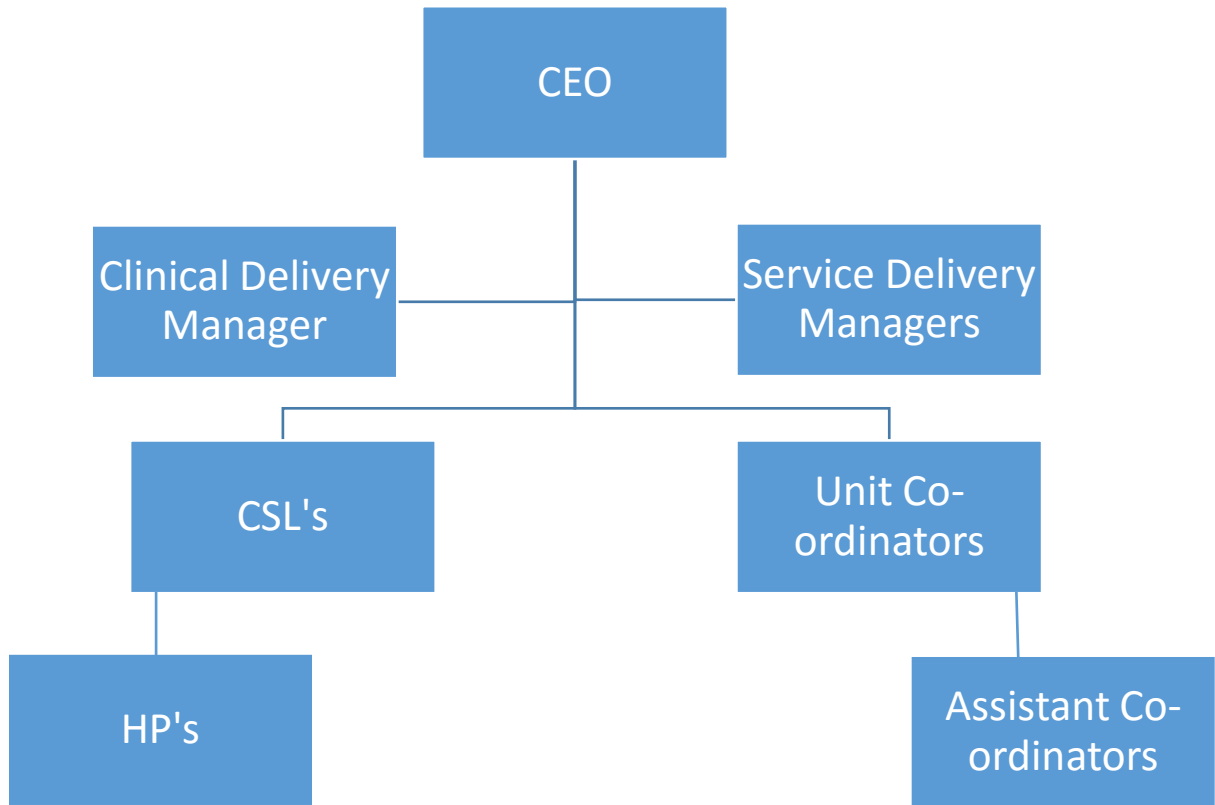 CEO
Clinical Delivery
Manager
Service Delivery
Managers
CSL's
Unit Co-
ordinators
HP's
Assistant Co-
ordinators